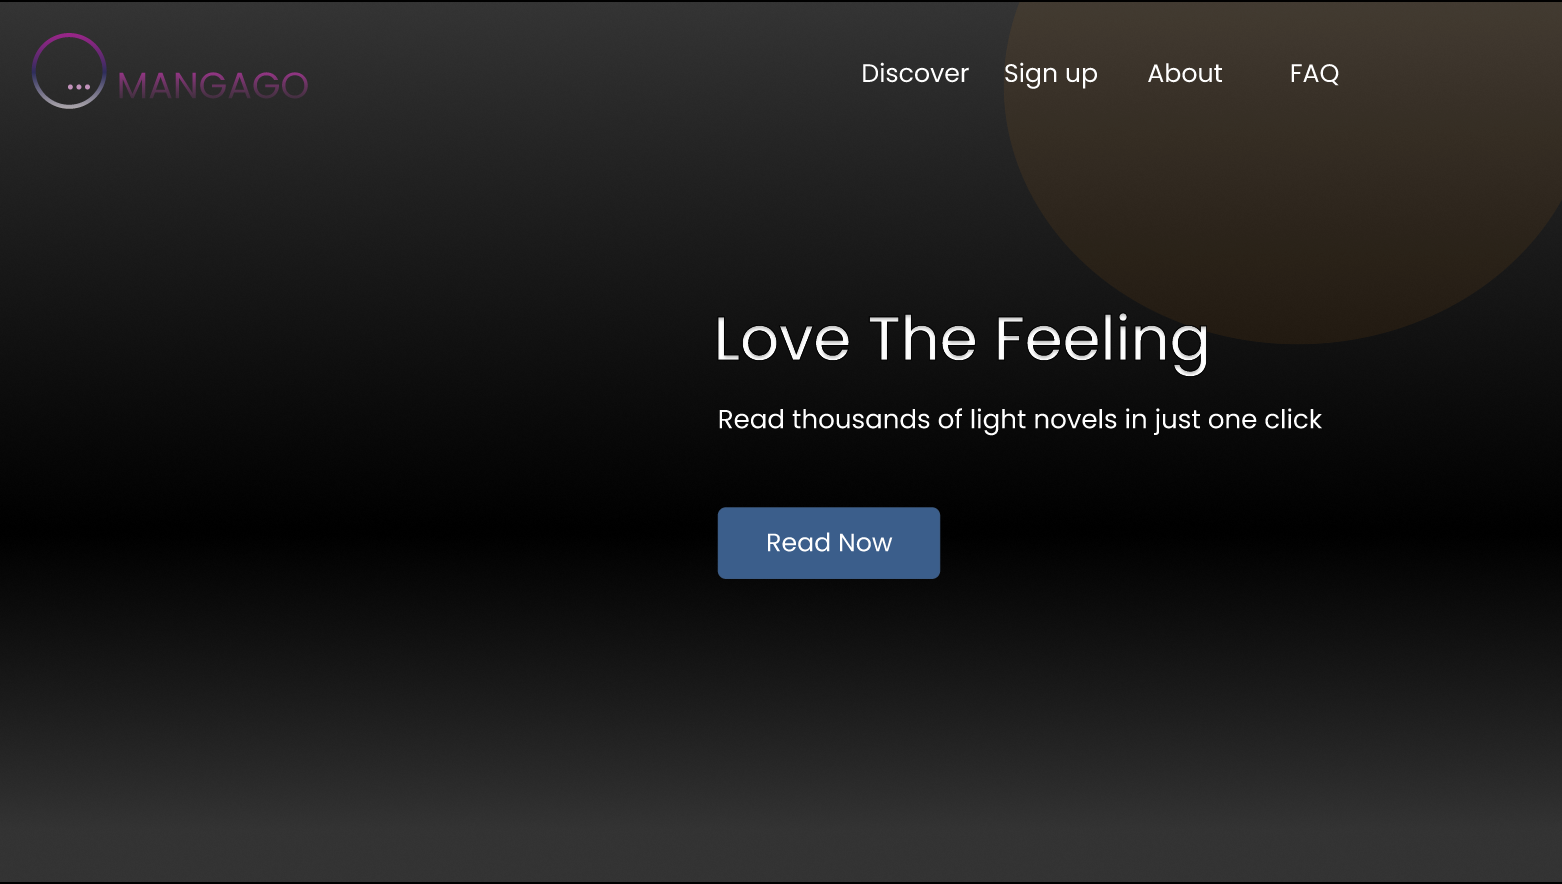 MANGAGO
Discover Sign up About FAQ
Love The Feeling
Read thousands of light novels in just one click
Read Now